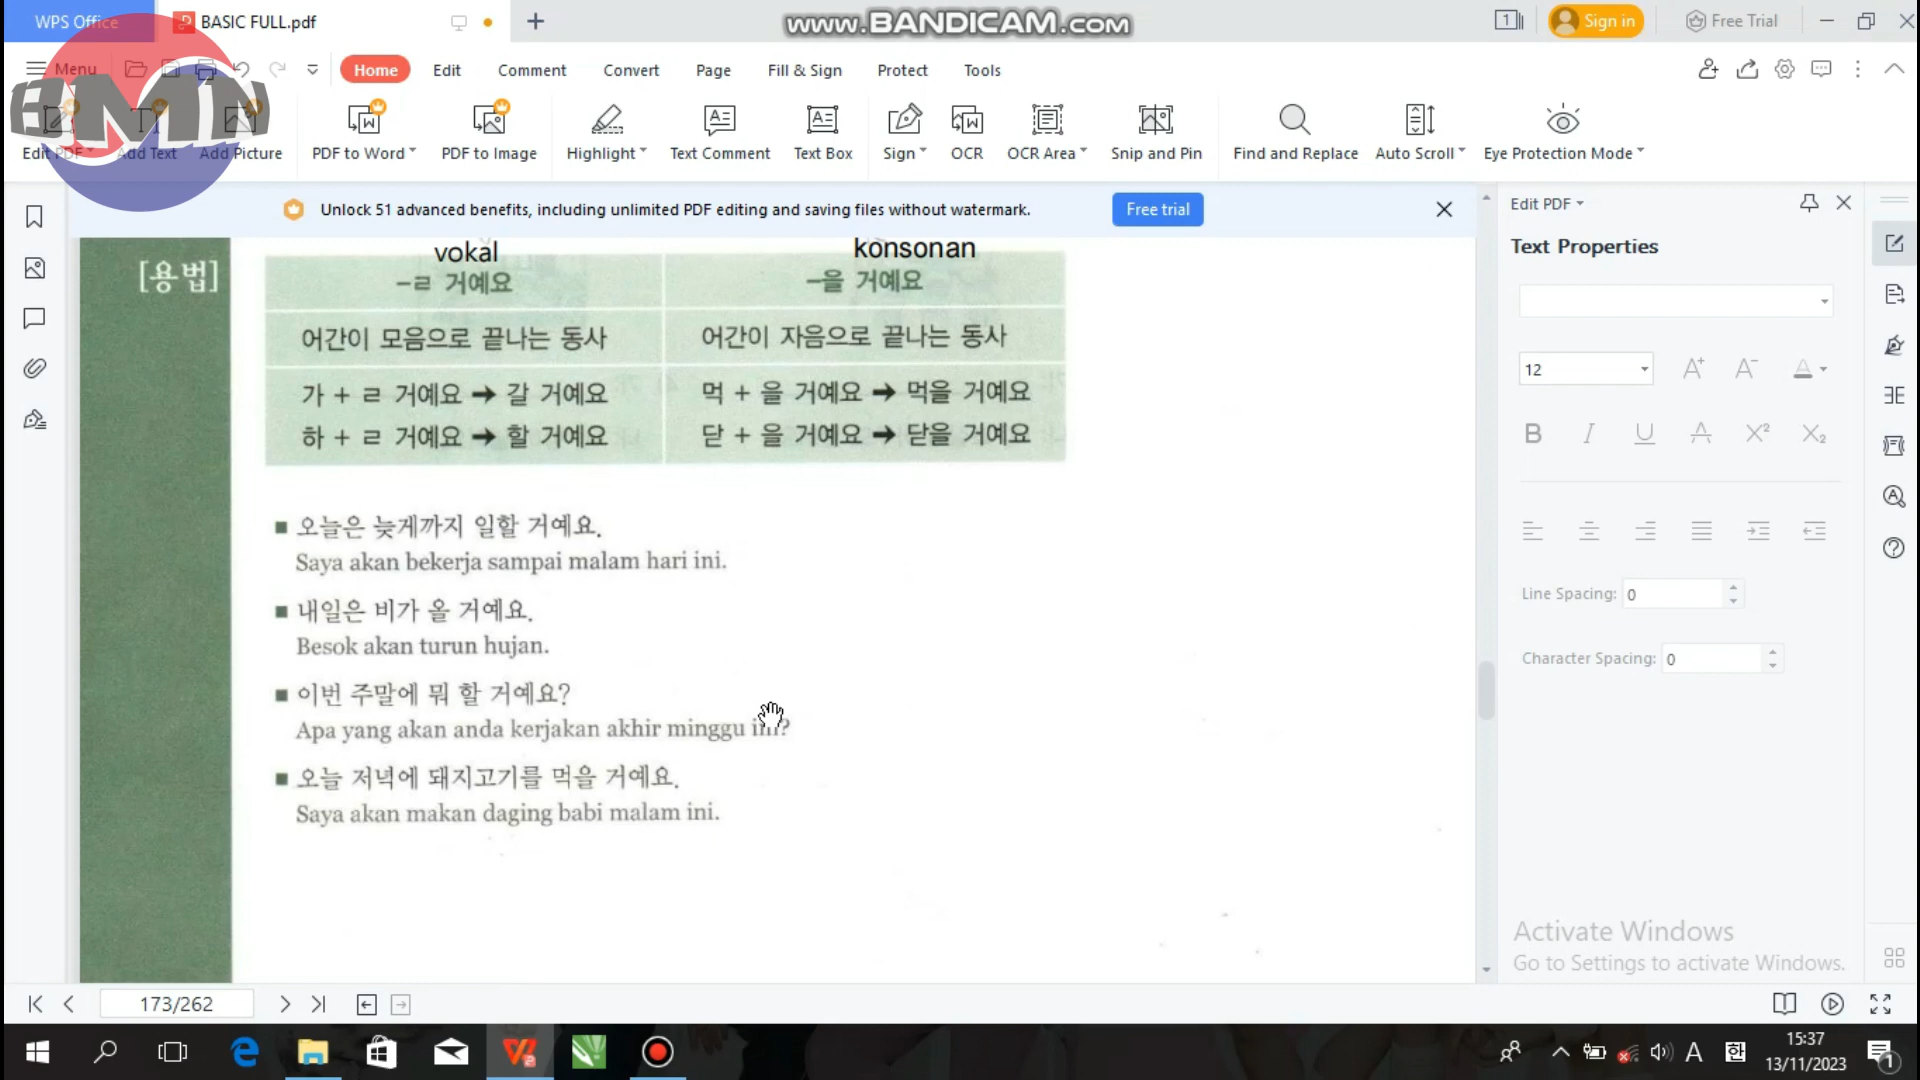 WPS Office
BASIC FULL.pdf
www.BANDICAM.com
1
Sign in
Free Trial
Menu
Home
Edit
Comment
Convert
Page
Fill & Sign
Protect
Tools
BMN
Edit PDF
Add Text
Add Picture
PDF to Word
PDF to Image
Highlight
Text Comment
Text Box
Sign
OCR
OCR Area
Snip and Pin
Find and Replace
Auto Scroll
Eye Protection Mode
Unlock 51 advanced benefits, including unlimited PDF editing and saving files without watermark.
Free trial
[용법]
vokal
konsonan
-ㄹ 거예요
-을 거예요
어간이 모음으로 끝나는 동사
어간이 자음으로 끝나는 동사
가 + ㄹ 거예요 → 갈 거예요
먹 + 을 거예요 → 먹을 거예요
하 + ㄹ 거예요 → 할 거예요
닫 + 을 거예요 → 닫을 거예요
■ 오늘은 늦게까지 일할 거예요.
Saya akan bekerja sampai malam hari ini.
■ 내일은 비가 올 거예요.
Besok akan turun hujan.
■ 이번 주말에 뭐 할 거예요?
Apa yang akan anda kerjakan akhir minggu ini?
■ 오늘 저녁에 돼지고기를 먹을 거예요.
Saya akan makan daging babi malam ini.
Edit PDF
Text Properties
12
Line Spacing: 0
Character Spacing: 0
Activate Windows
Go to Settings to activate Windows.
173/262
A
한
15:37
13/11/2023
1